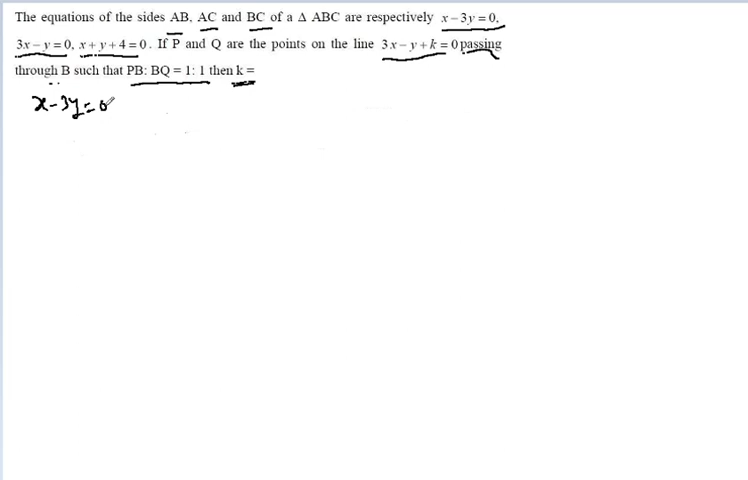 The equations of the sides AB, AC and BC of a Δ ABC are respectively x – 3y = 0,
3x – y = 0, x + y + 4 = 0. If P and Q are the points on the line 3x – y + k = 0 passing
through B such that PB: BQ = 1: 1 then k =
x - 3y = 0